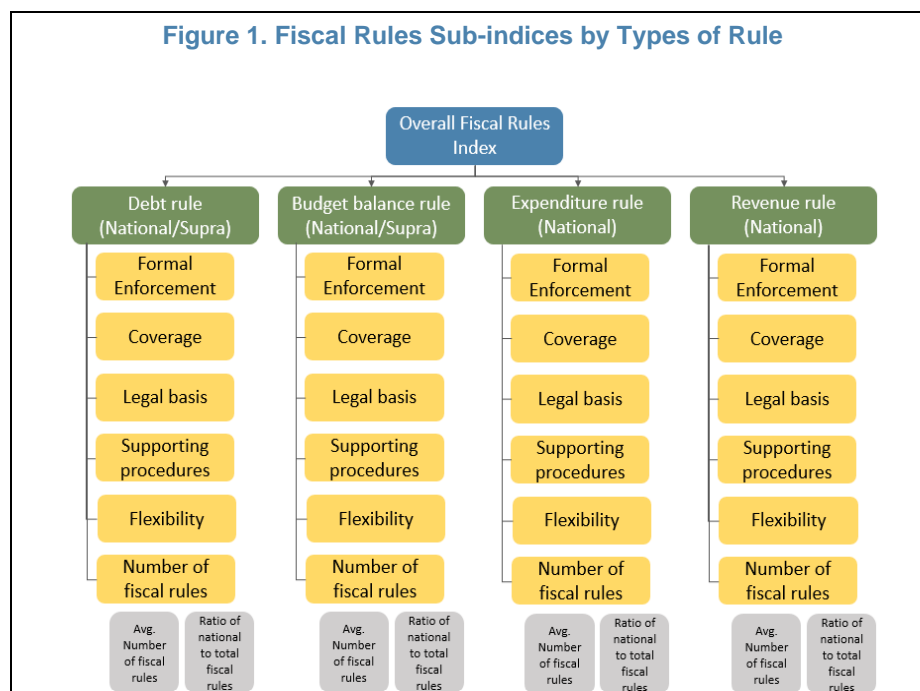 Figure 1. Fiscal Rules Sub-indices by Types of Rule
Overall Fiscal Rules
Index
Debt rule
(National/Supra)
Formal
Enforcement
Coverage
Legal basis
Supporting
procedures
Flexibility
Number of
fiscal rules
Avg.
Number
of fiscal
rules
Ratio of
national
to total
fiscal
rules
Budget balance rule
(National/Supra)
Formal
Enforcement
Coverage
Legal basis
Supporting
procedures
Flexibility
Number of
fiscal rules
Avg.
Number
of fiscal
rules
Ratio of
national
to total
fiscal
rules
Expenditure rule
(National)
Formal
Enforcement
Coverage
Legal basis
Supporting
procedures
Flexibility
Number of
fiscal rules
Avg.
Number
of fiscal
rules
Ratio of
national
to total
fiscal
rules
Revenue rule
(National)
Formal
Enforcement
Coverage
Legal basis
Supporting
procedures
Flexibility
Number of
fiscal rules
Avg.
Number
of fiscal
rules
Ratio of
national
to total
fiscal
rules